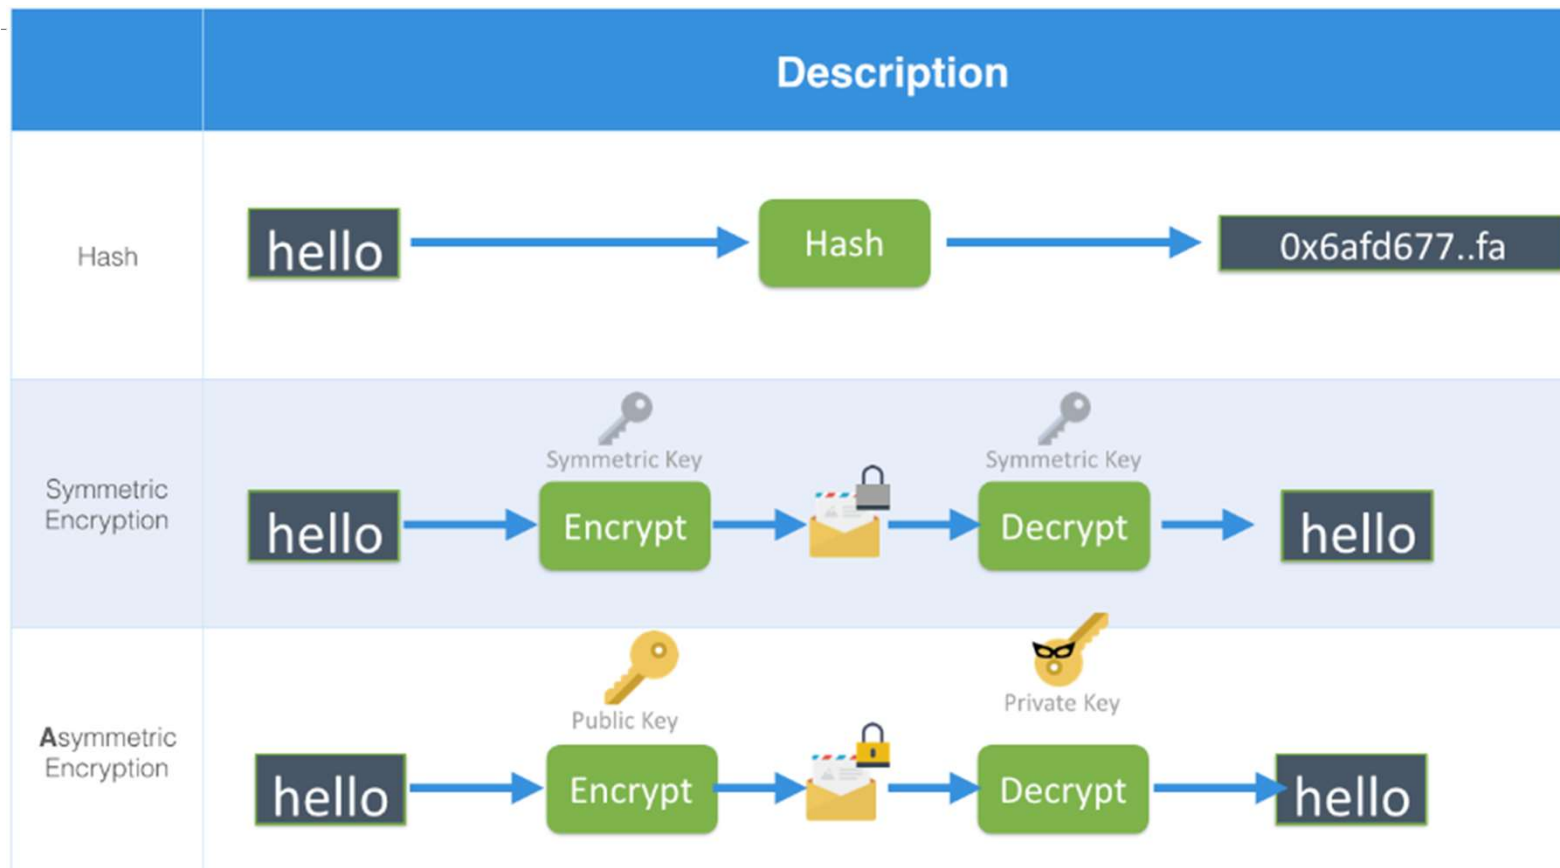 Description
Hash
hello
Hash
0x6afd677..fa
Symmetric Key
Symmetric Key
Symmetric
Encryption
hello
Encrypt
Decrypt
hello
Public Key
Private Key
Asymmetric
Encryption
hello
Encrypt
Decrypt
hello